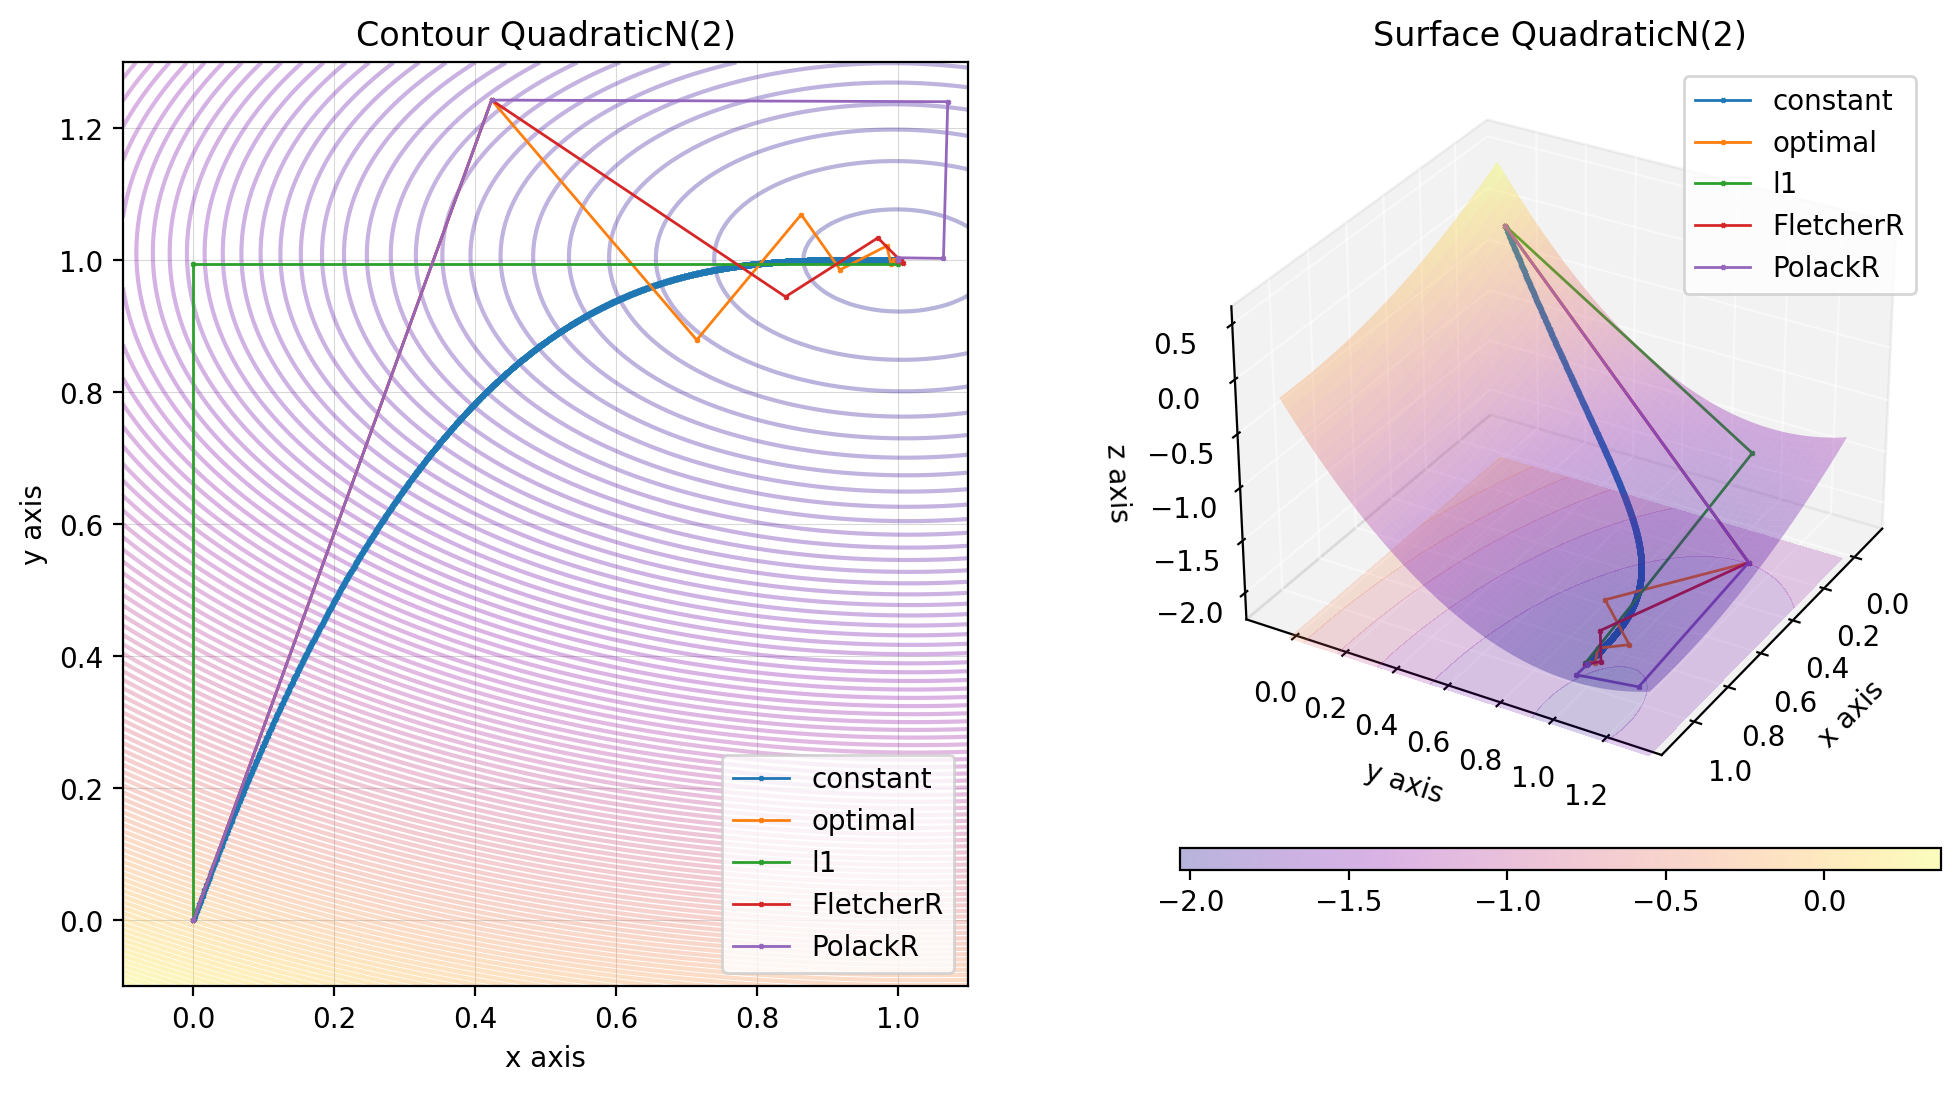 Contour QuadraticN(2)
y axis
1.2
1.0
0.8
0.6
0.4
0.2
0.0
constant
optimal
l1
FletcherR
PolackR
0.0 0.2 0.4 0.6 0.8 1.0
x axis
Surface QuadraticN(2)
constant
optimal
l1
FletcherR
PolackR
z axis
0.5
0.0
−0.5
−1.0
−1.5
−2.0
0.0 0.2 0.4 0.6 0.8 1.0 1.2
y axis
0.0
0.2
0.4
0.6
0.8
1.0
x axis
−2.0 −1.5 −1.0 −0.5 0.0